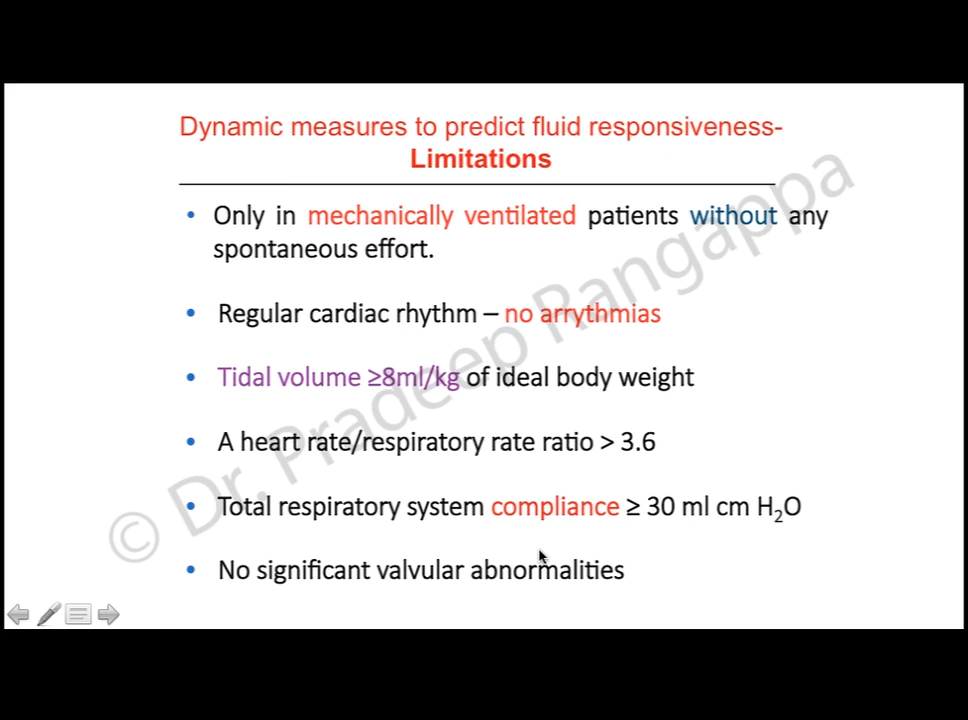 Dynamic measures to predict fluid responsiveness-
Limitations
• Only in mechanically ventilated patients without any
spontaneous effort.
• Regular cardiac rhythm – no arrythmias
• Tidal volume ≥8ml/kg of ideal body weight
• A heart rate/respiratory rate ratio > 3.6
• Total respiratory system compliance ≥ 30 ml cm H₂O
• No significant valvular abnormalities
© Dr. Pradeep Rangappa